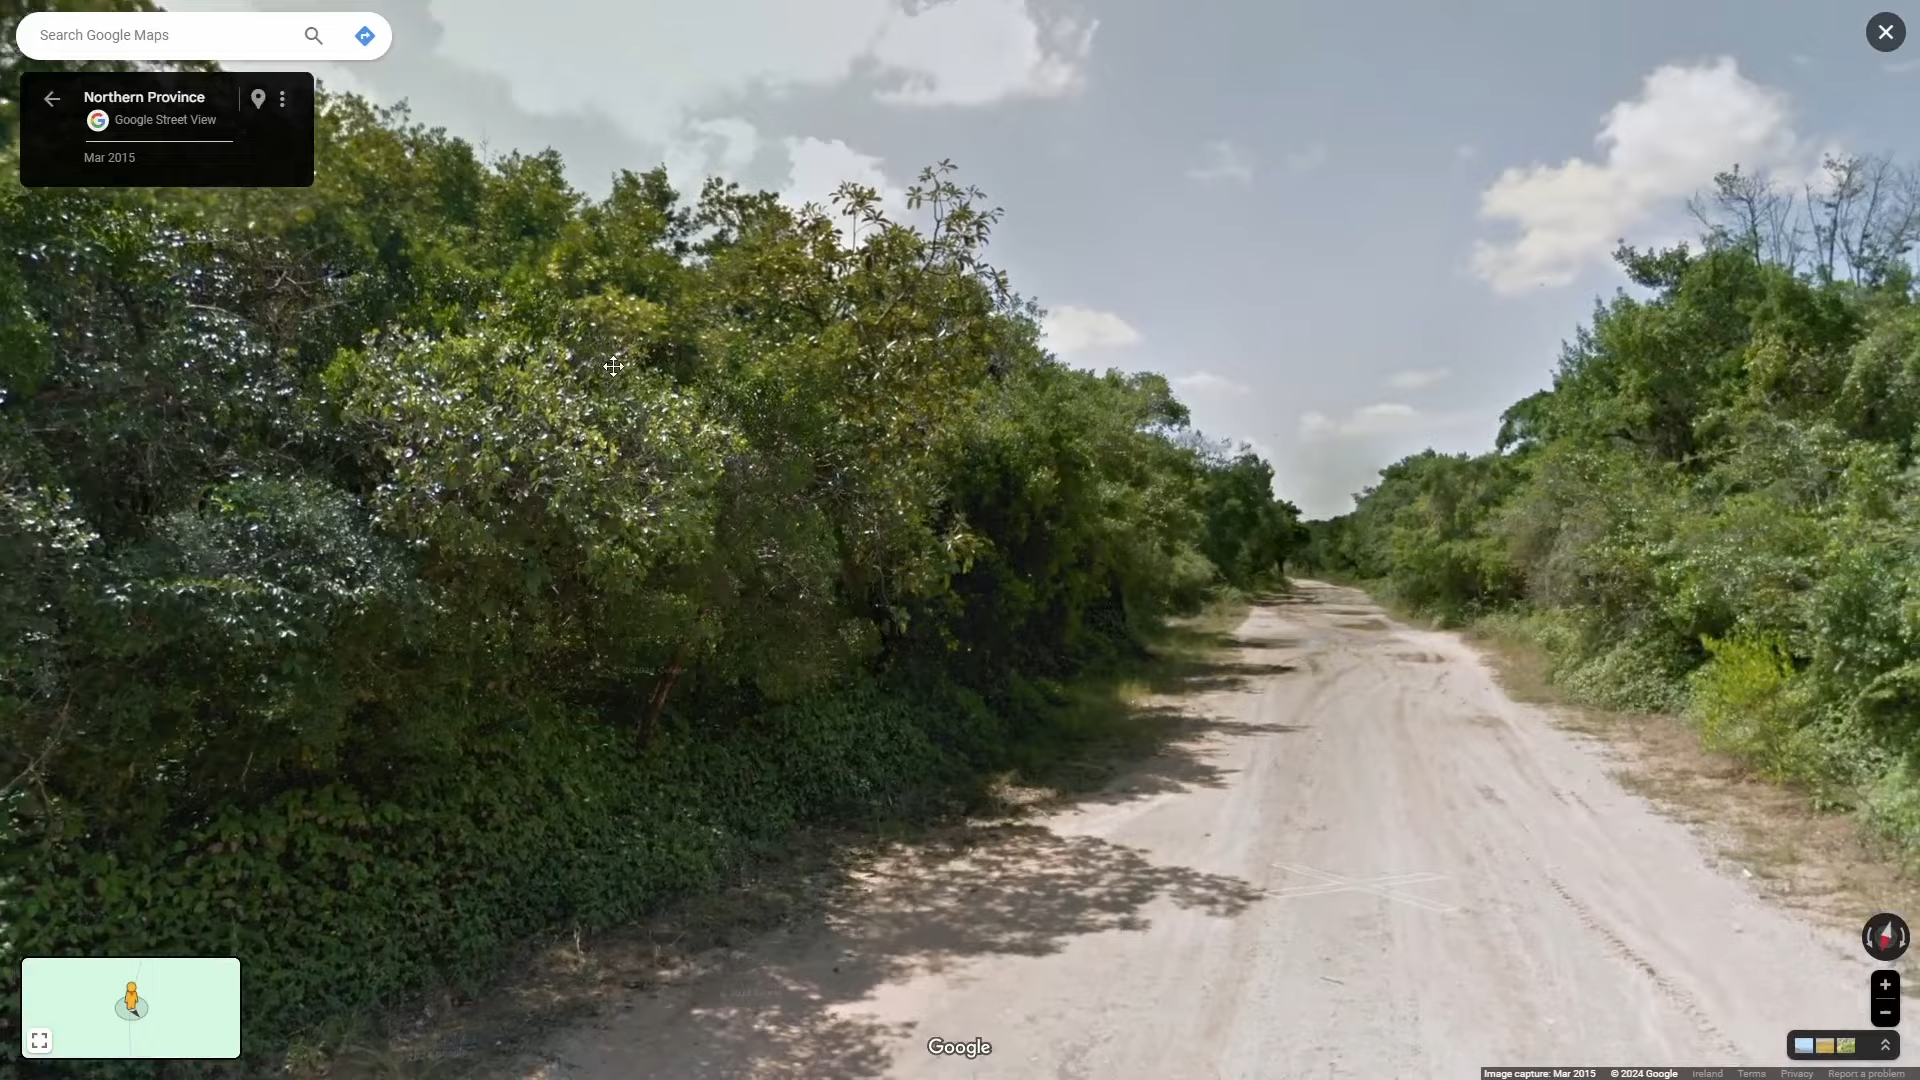 Search Google Maps
Northern Province
Google Street View
Mar 2015
Google
Image capture: Mar 2015 © 2024 Google Ireland Terms Privacy Report a problem